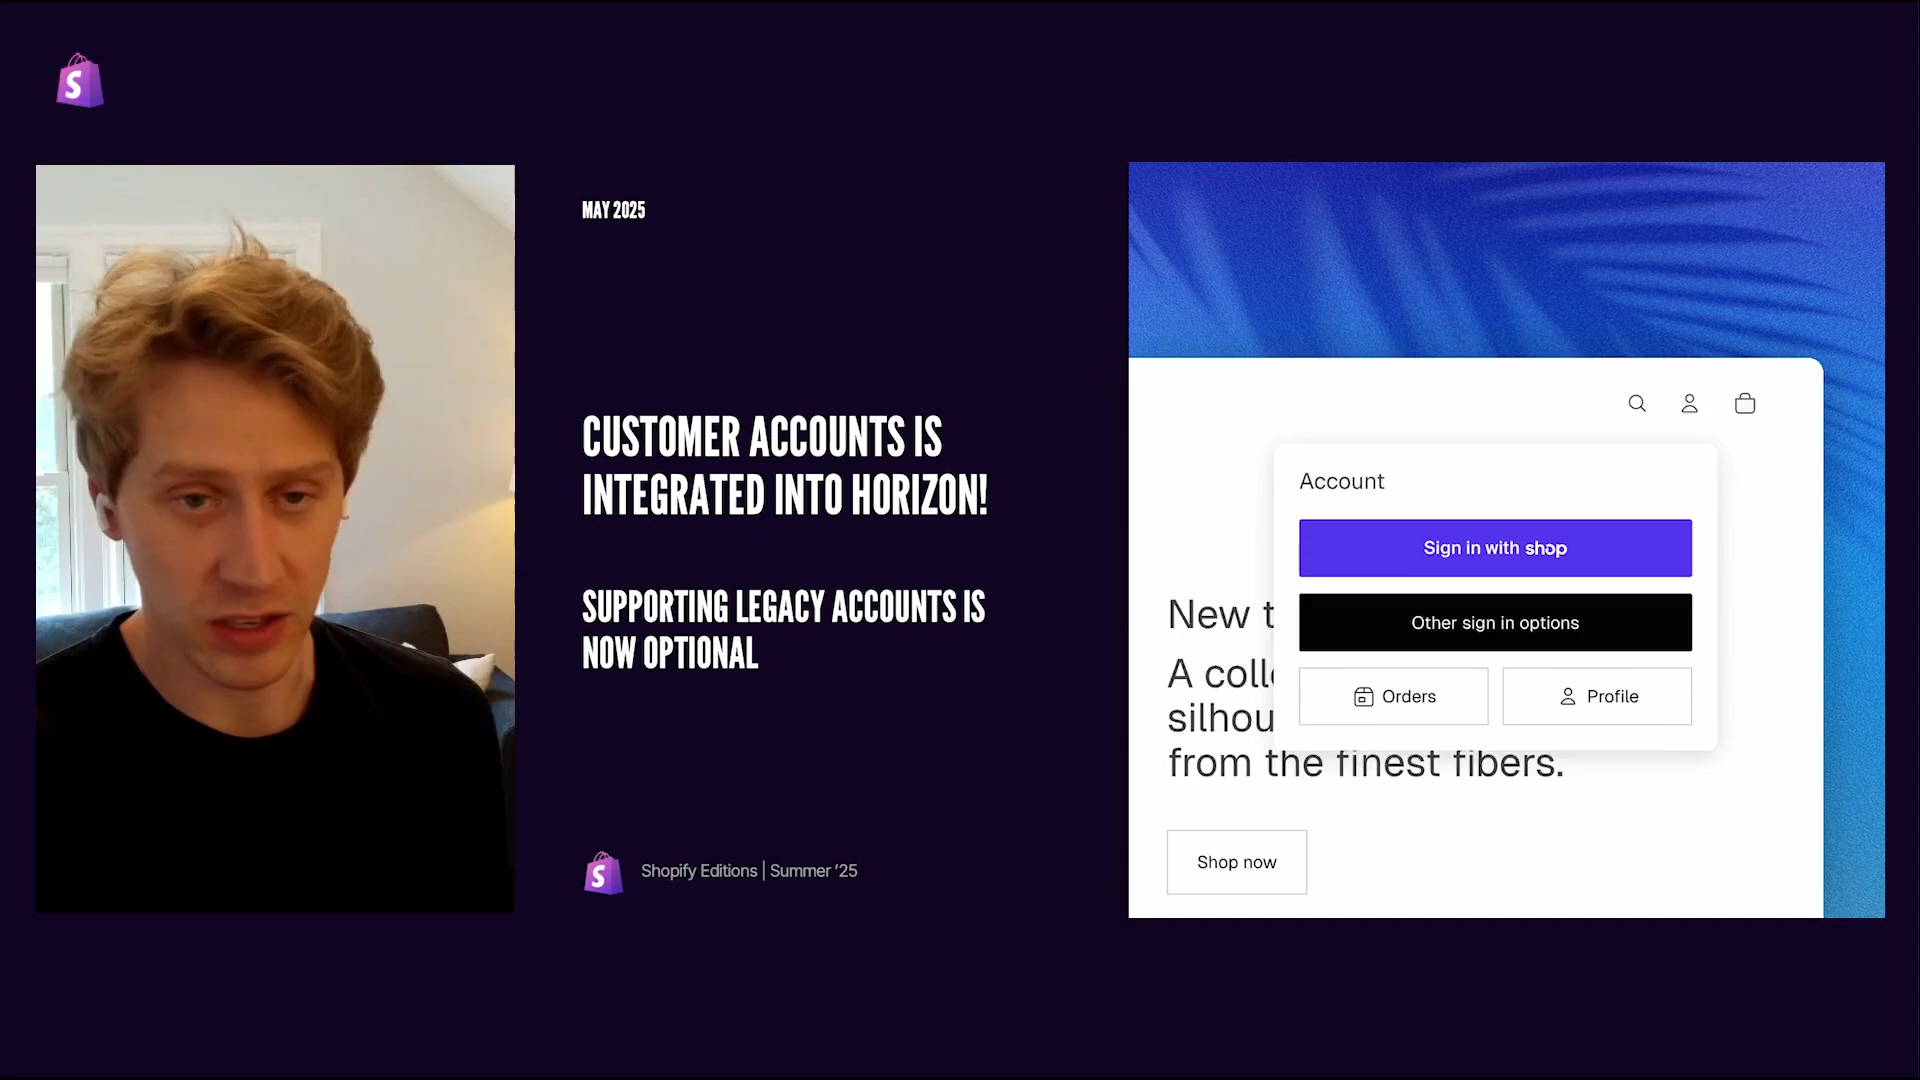 S
MAY 2025
CUSTOMER ACCOUNTS IS
INTEGRATED INTO HORIZON!
SUPPORTING LEGACY ACCOUNTS IS
NOW OPTIONAL
S
Shopify Editions | Summer ’25
Account
Sign in with shop
Other sign in options
Orders
Profile
New t
A coll
silhou
from the finest fibers.
Shop now